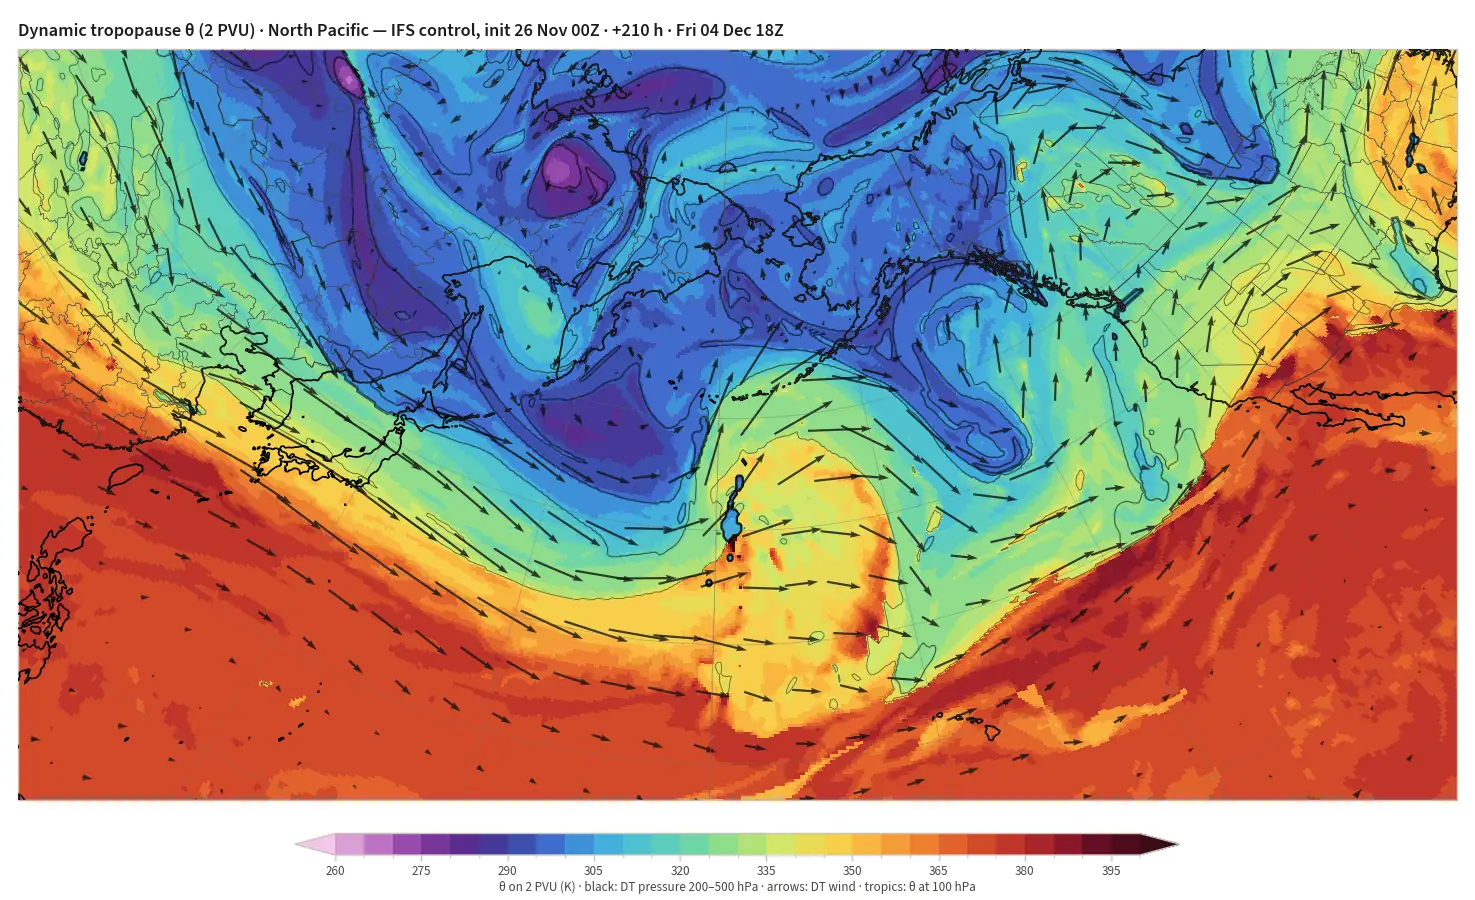 Dynamic tropopause θ (2 PVU) · North Pacific — IFS control, init 26 Nov 00Z · +210 h · Fri 04 Dec 18Z
260 275 290 305 320 335 350 365 380 395
θ on 2 PVU (K) · black: DT pressure 200–500 hPa · arrows: DT wind · tropics: θ at 100 hPa